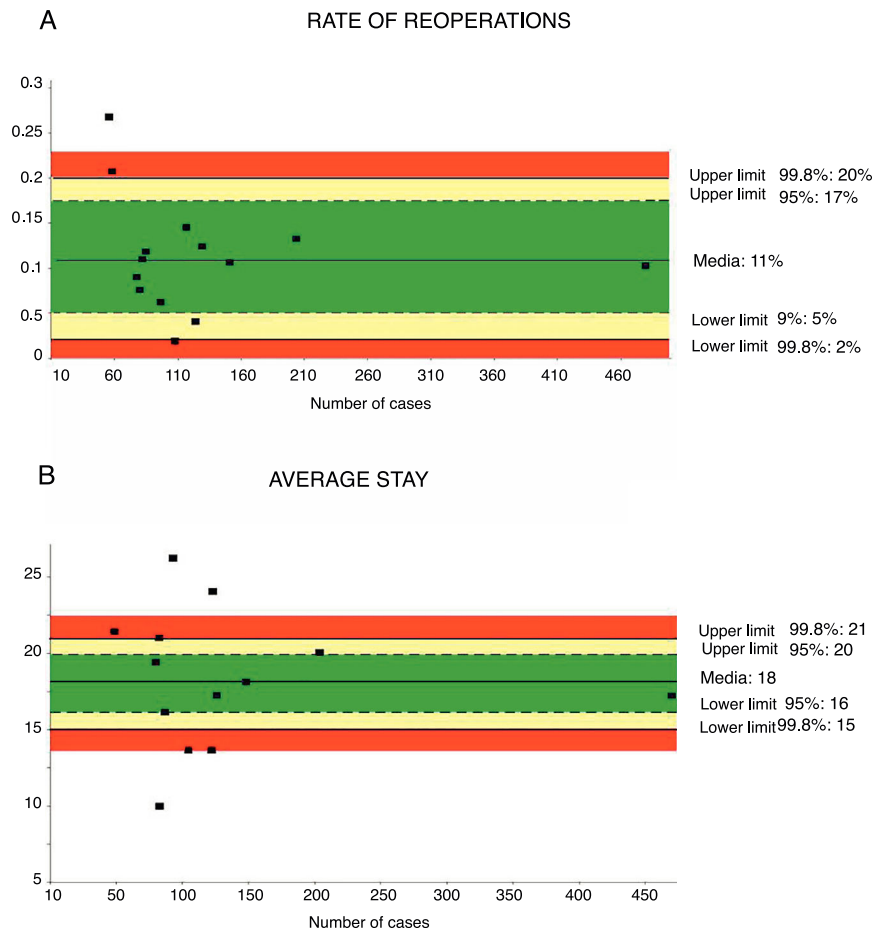 A
RATE OF REOPERATIONS
0.3
0.25
0.2
0.15
0.1
0.5
0
10 60 110 160 210 260 310 360 410 460
Number of cases
Upper limit 99.8%: 20%
Upper limit 95%: 17%
Media: 11%
Lower limit 9%: 5%
Lower limit 99.8%: 2%
B
AVERAGE STAY
25
20
15
10
5
10 50 100 150 200 250 300 350 400 450
Number of cases
Upper limit 99.8%: 21
Upper limit 95%: 20
Media: 18
Lower limit 95%: 16
Lower limit 99.8%: 15